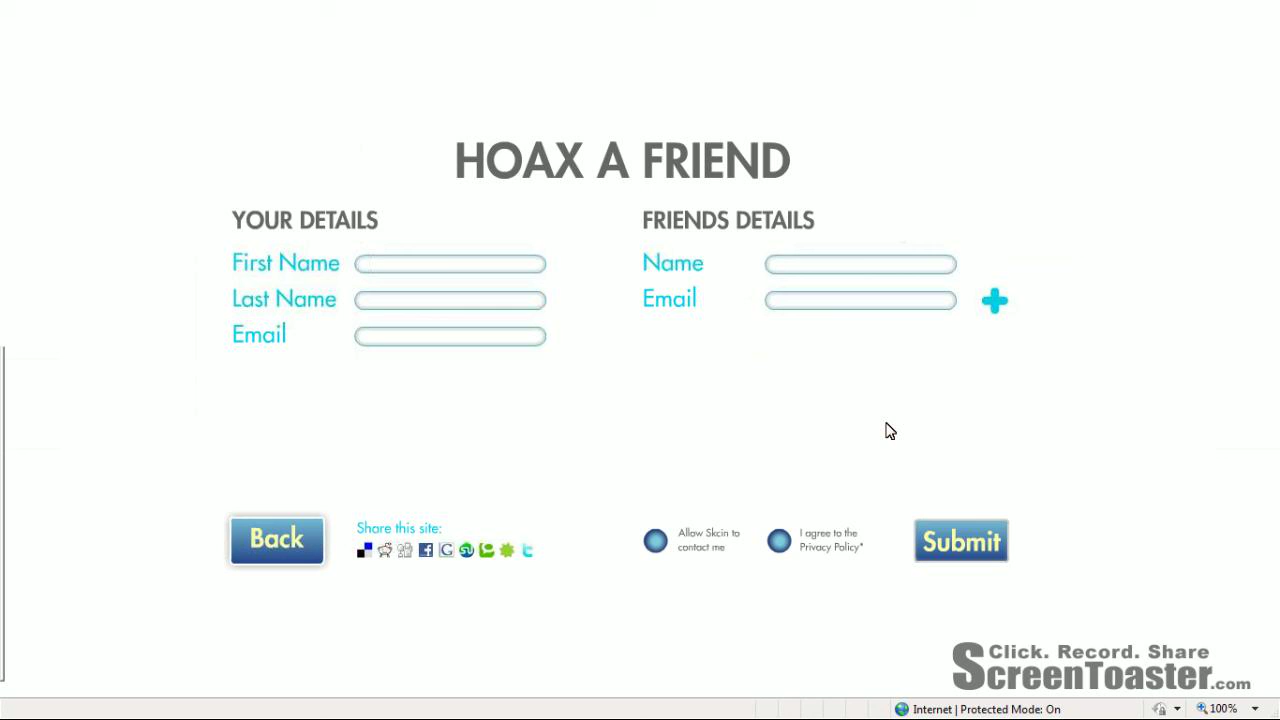 HOAX A FRIEND
YOUR DETAILS
First Name
Last Name
Email
FRIENDS DETAILS
Name
Email
Back
Share this site:
Allow Skcin to
contact me
I agree to the
Privacy Policy*
Submit
Click. Record. Share
ScreenToaster.com
Internet | Protected Mode: On
100%